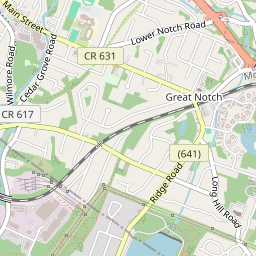 Main Street
Lower Notch Road
Wilmore Road
Cedar Grove Road
CR 631
Great Notch
CR 617
(641)
Ridge Road
Long Hill Road